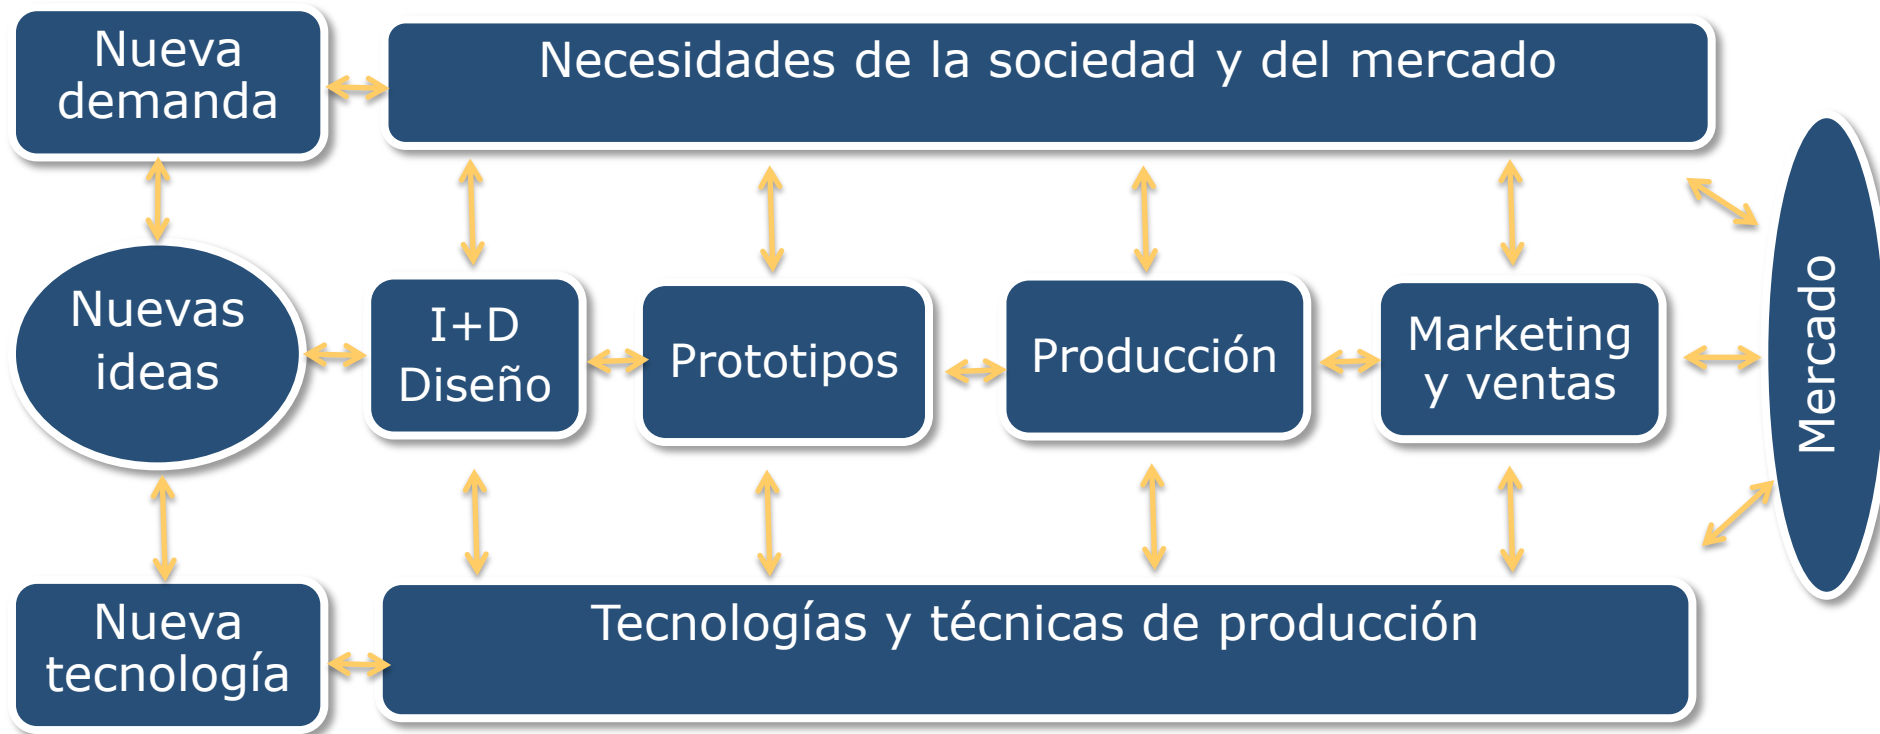 Nueva
demanda
Necesidades de la sociedad y del mercado
Nuevas
ideas
I+D
Diseño
Prototipos
Producción
Marketing
y ventas
Mercado
Nueva
tecnología
Tecnologías y técnicas de producción